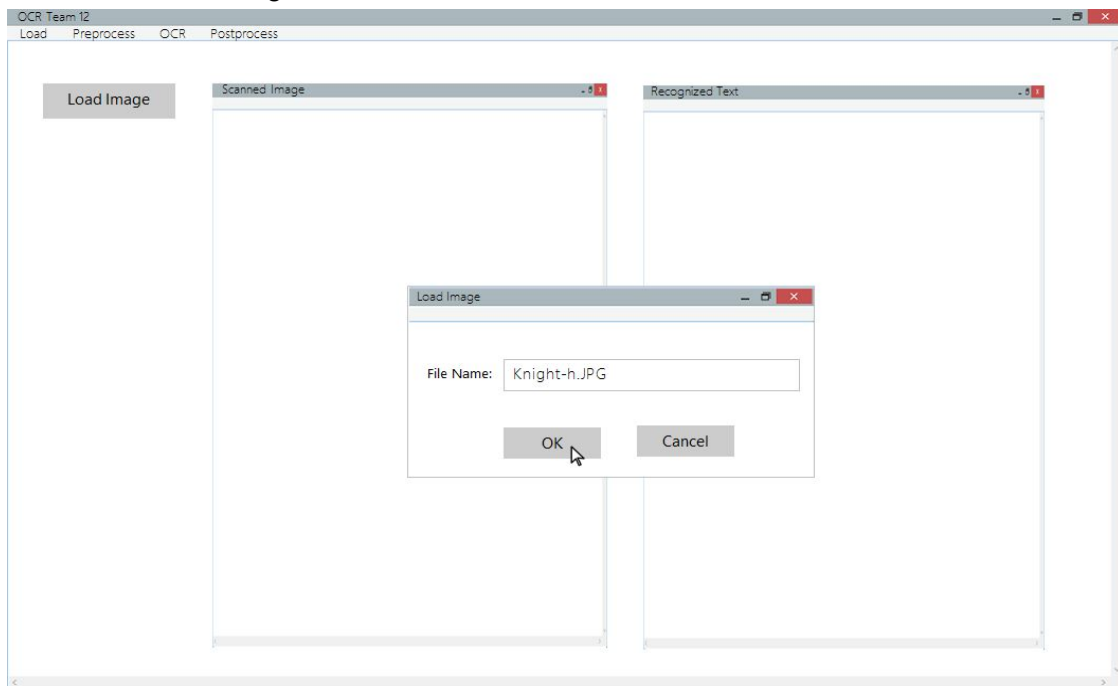 OCR Team 12
Load Preprocess OCR Postprocess
Load Image
Scanned Image
Recognized Text
Load Image
File Name: Knight-h.JPG
OK Cancel